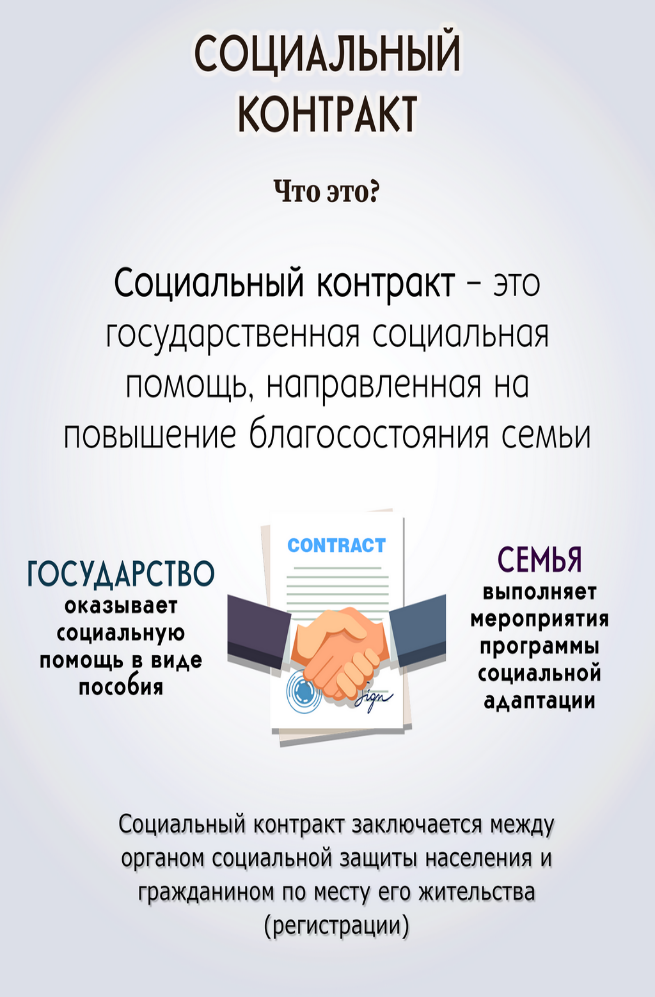 СОЦИАЛЬНЫЙ
КОНТРАКТ
Что это?
Социальный контракт – это
государственная социальная
помощь, направленная на
повышение благосостояния семьи
ГОСУДАРСТВО
оказывает
социальную
помощь в виде
пособия
CONTRACT
Sign
СЕМЬЯ
выполняет
мероприятия
программы
социальной
адаптации
Социальный контракт заключается между
органом социальной защиты населения и
гражданином по месту его жительства
(регистрации)